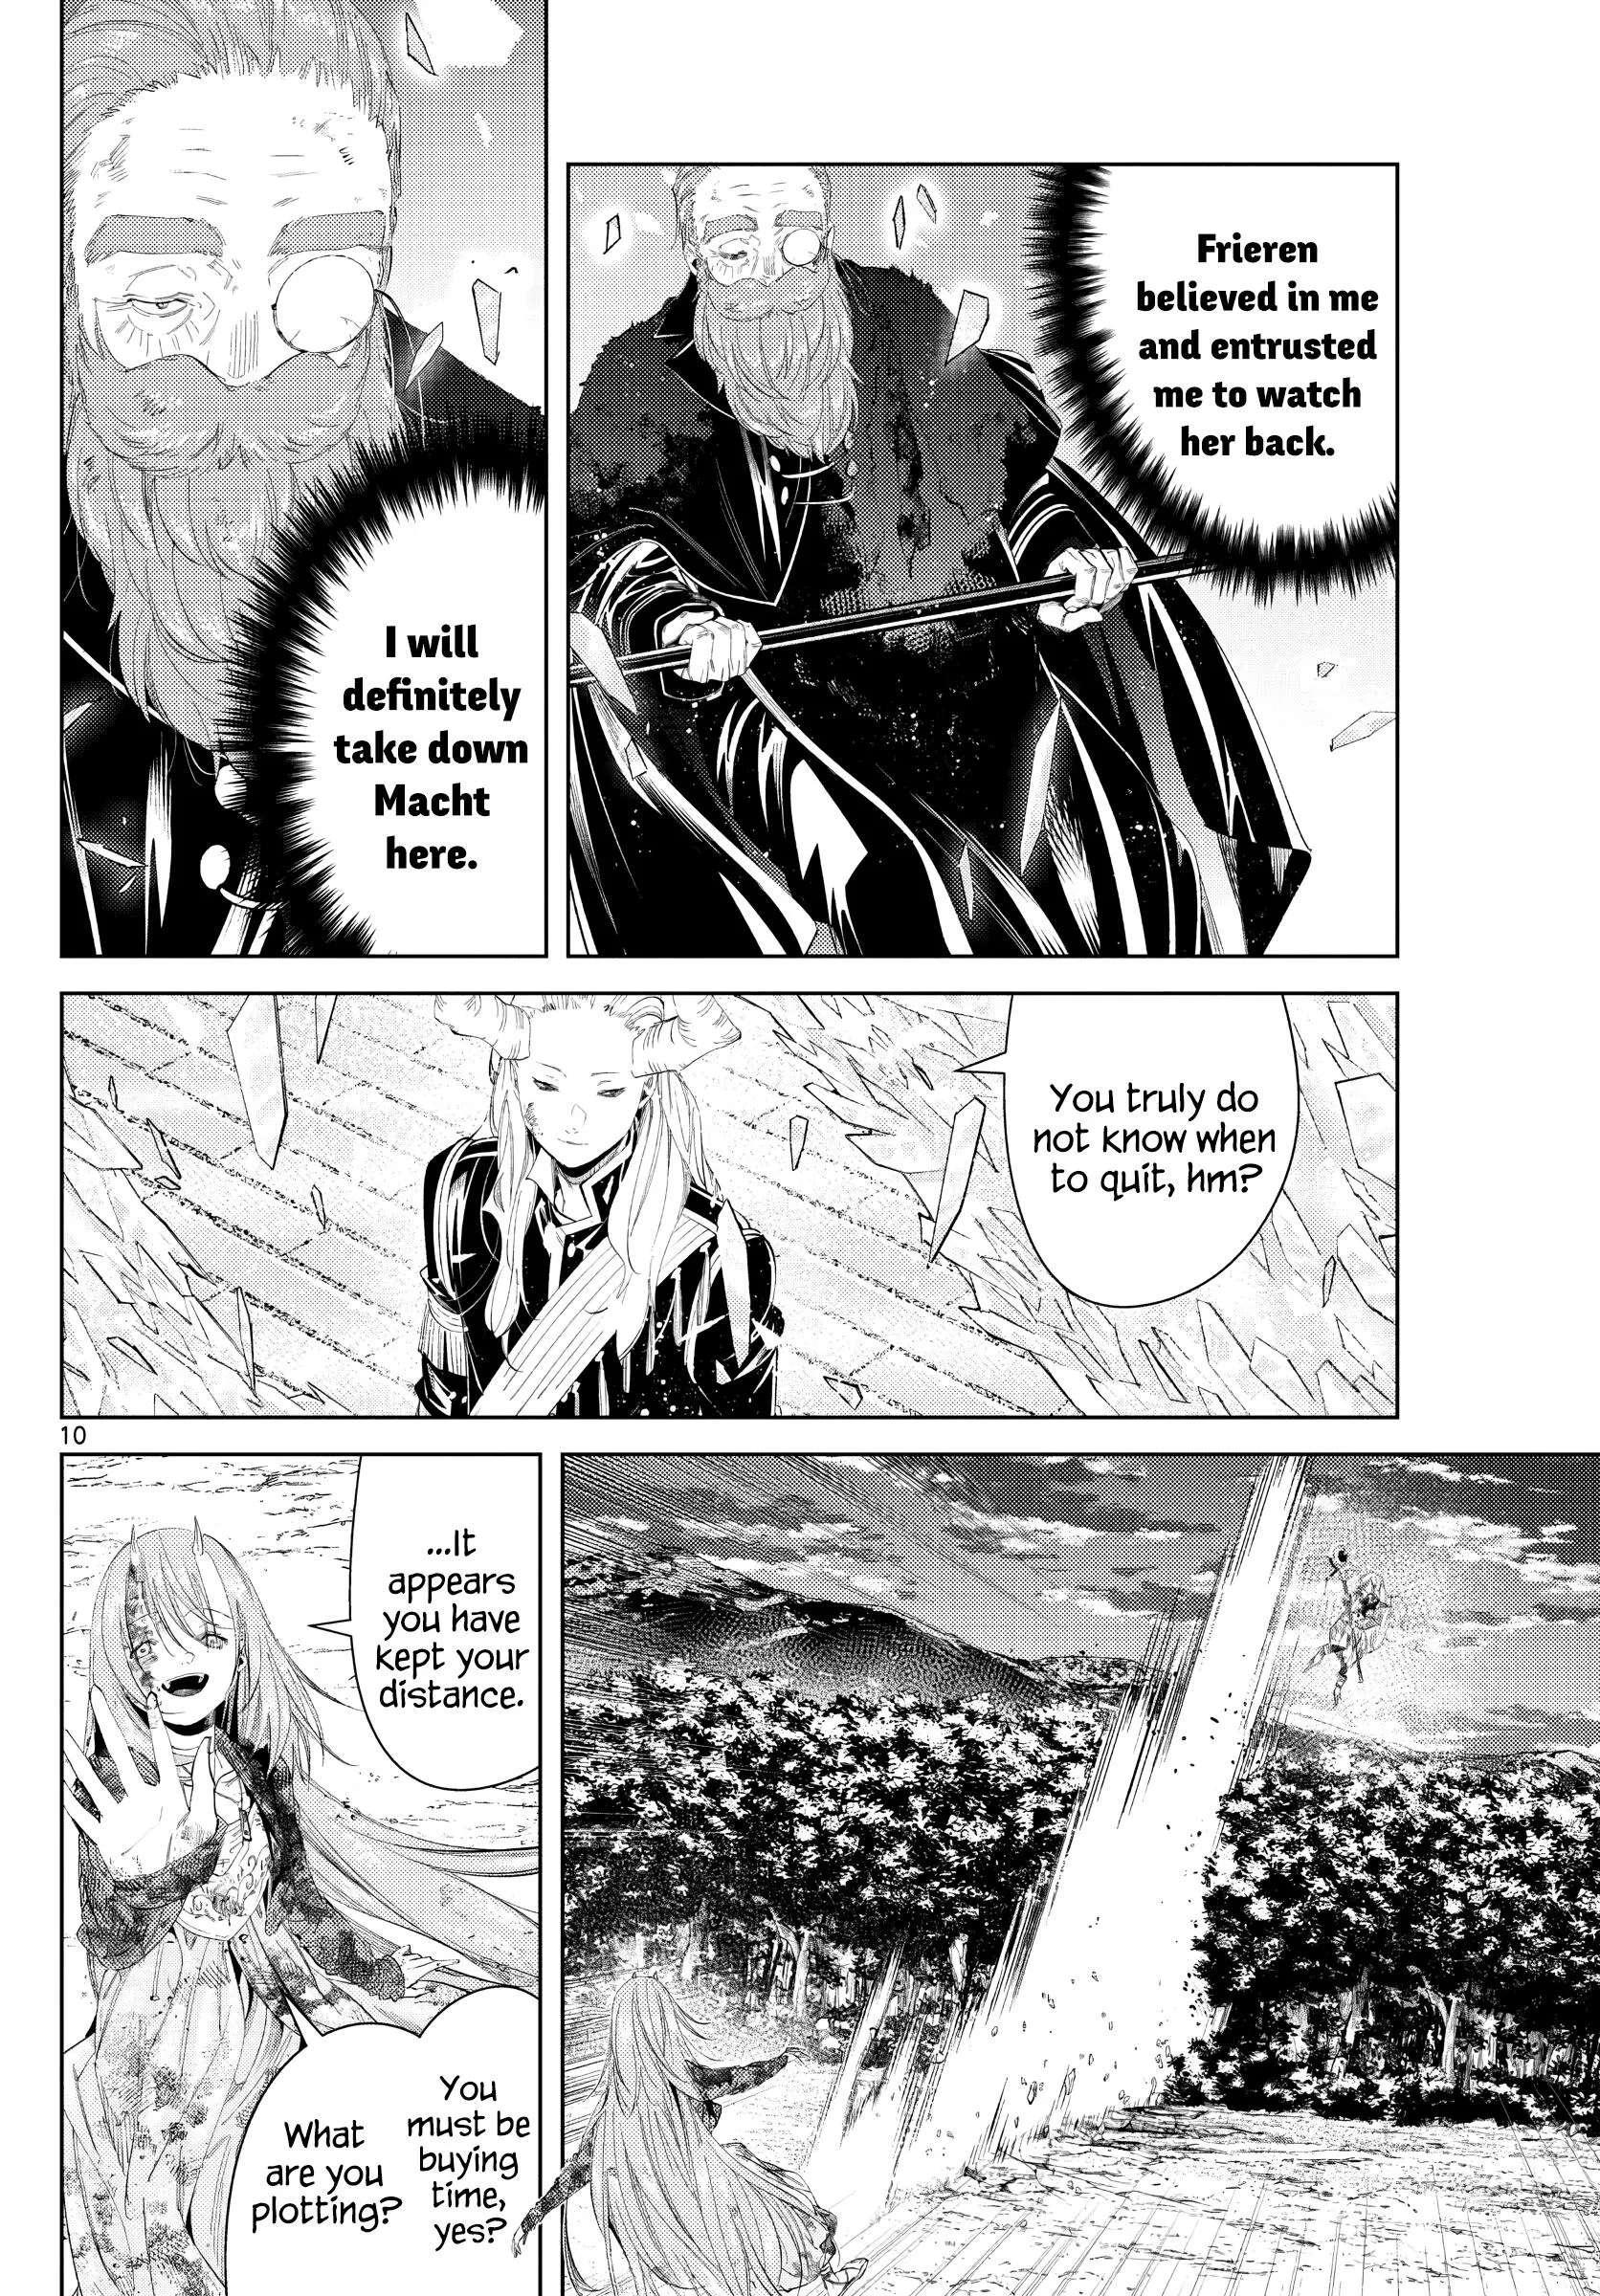 Frieren
believed in me
and entrusted
me to watch
her back.
I will
definitely
take down
Macht
here.
You truly do
not know when
to quit, hm?
10
...It
appears
you have
kept your
distance.
You
must be
buying
time,
yes?
What
are you
plotting?